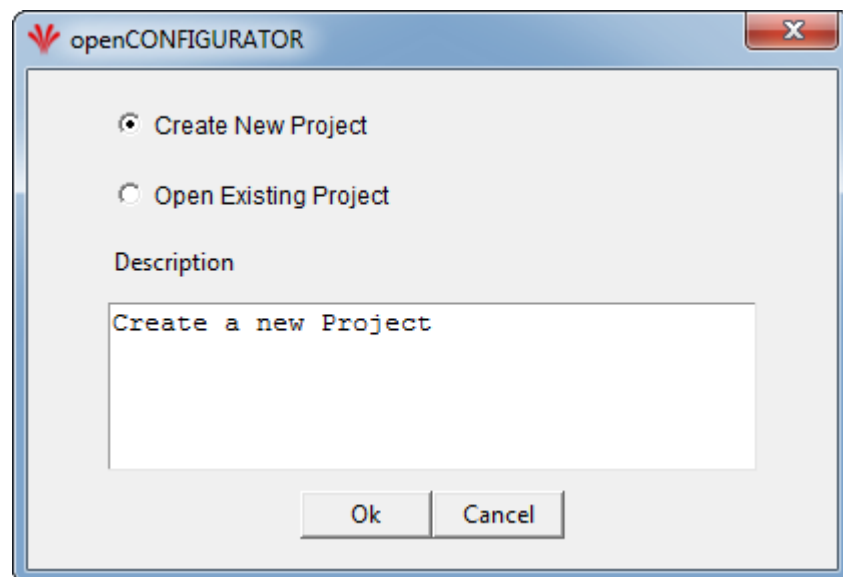 openCONFIGURATOR
Create New Project
Open Existing Project
Description
Create a new Project
Ok Cancel